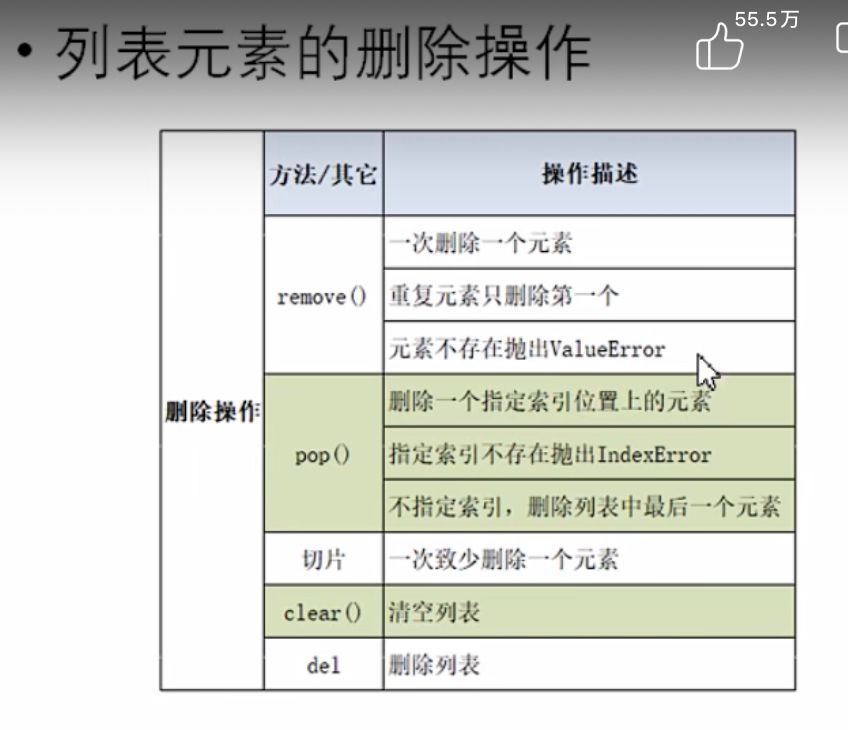 55.5万
• 列表元素的删除操作
方法/其它
操作描述
删除操作
remove()
一次删除一个元素
重复元素只删除第一个
元素不存在抛出ValueError
pop()
删除一个指定索引位置上的元素
指定索引不存在抛出IndexError
不指定索引，删除列表中最后一个元素
切片
一次致少删除一个元素
clear()
清空列表
del
删除列表